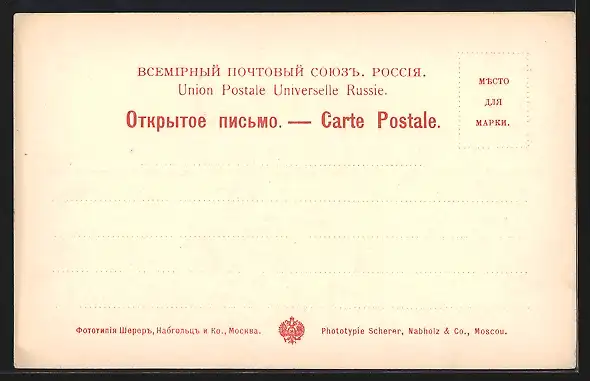 ВСЕМІРНЫЙ ПОЧТОВЫЙ СОЮЗЪ. РОССІЯ.
Union Postale Universelle Russie.
Открытое письмо. — Carte Postale.
МѢСТО
ДЛЯ
МАРКИ.
Фототипія Шереръ, Набгольцъ и Ко., Москва.
Phototypie Scherer, Nabholz & Co., Moscou.